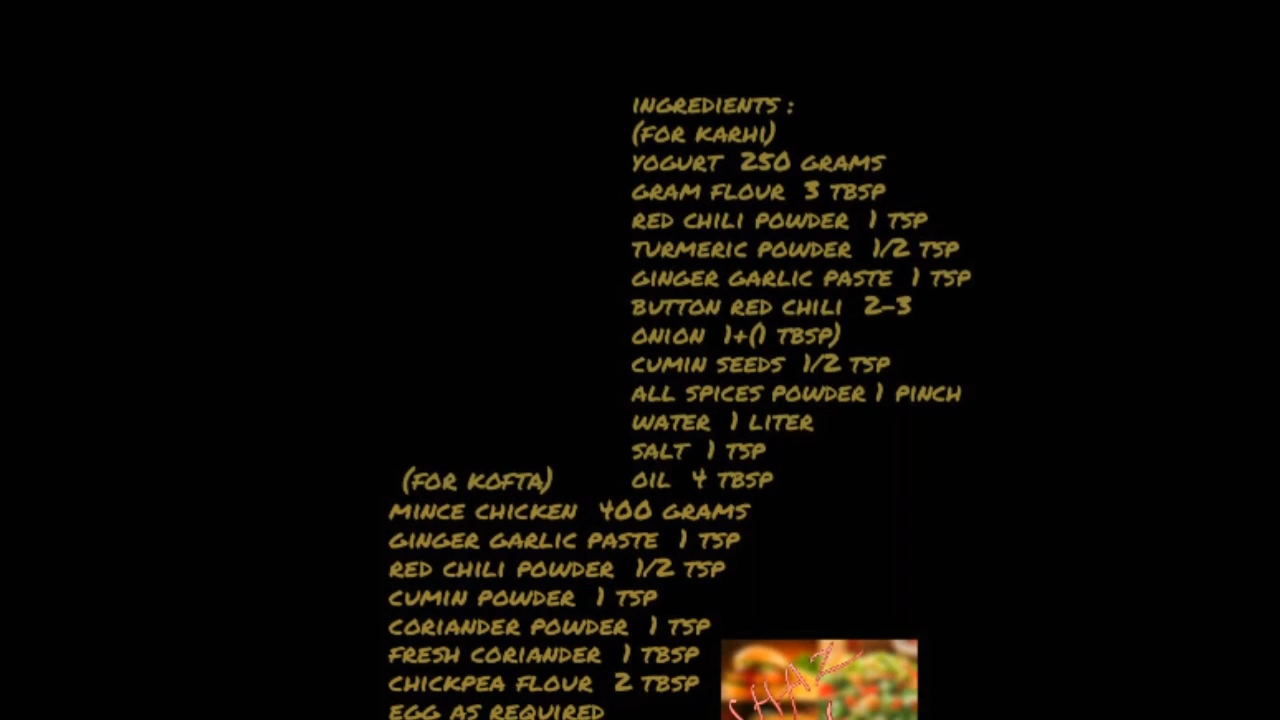 INGREDIENTS :
(FOR KARHI)
YOGURT 250 GRAMS
GRAM FLOUR 3 TBSP
RED CHILI POWDER 1 TSP
TURMERIC POWDER 1/2 TSP
GINGER GARLIC PASTE 1 TSP
BUTTON RED CHILI 2-3
ONION 1+(1 TBSP)
CUMIN SEEDS 1/2 TSP
ALL SPICES POWDER 1 PINCH
WATER 1 LITER
SALT 1 TSP
OIL 4 TBSP
(FOR KOFTA)
MINCE CHICKEN 400 GRAMS
GINGER GARLIC PASTE 1 TSP
RED CHILI POWDER 1/2 TSP
CUMIN POWDER 1 TSP
CORIANDER POWDER 1 TSP
FRESH CORIANDER 1 TBSP
CHICKPEA FLOUR 2 TBSP
EGG AS REQUIRED